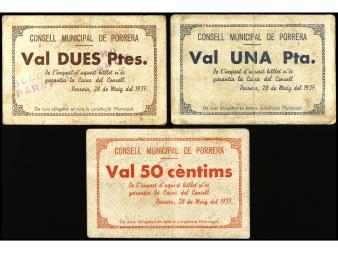 CONSELL MUNICIPAL DE PORRERA
Val DUES Ptes.
De l'import d'aquest bitllet n'és
garantia la Caixa del Consell
Porrera, 28 de Maig del 1937.
De curs obligatori en tota la jurisdicció Municipal.
CONSELL MUNICIPAL DE PORRERA
Val UNA Pta.
De l'import d'aquest bitllet n'és
garantia la Caixa del Consell
Porrera, 28 de Maig del 1937.
De curs obligatori en tota la jurisdicció Municipal.
CONSELL MUNICIPAL DE PORRERA
Val 50 cèntims
De l'import d'aquest bitllet n'és
garantia la Caixa del Consell
Porrera, 28 de Maig del 1937.
De curs obligatori en tota la jurisdicció Municipal.